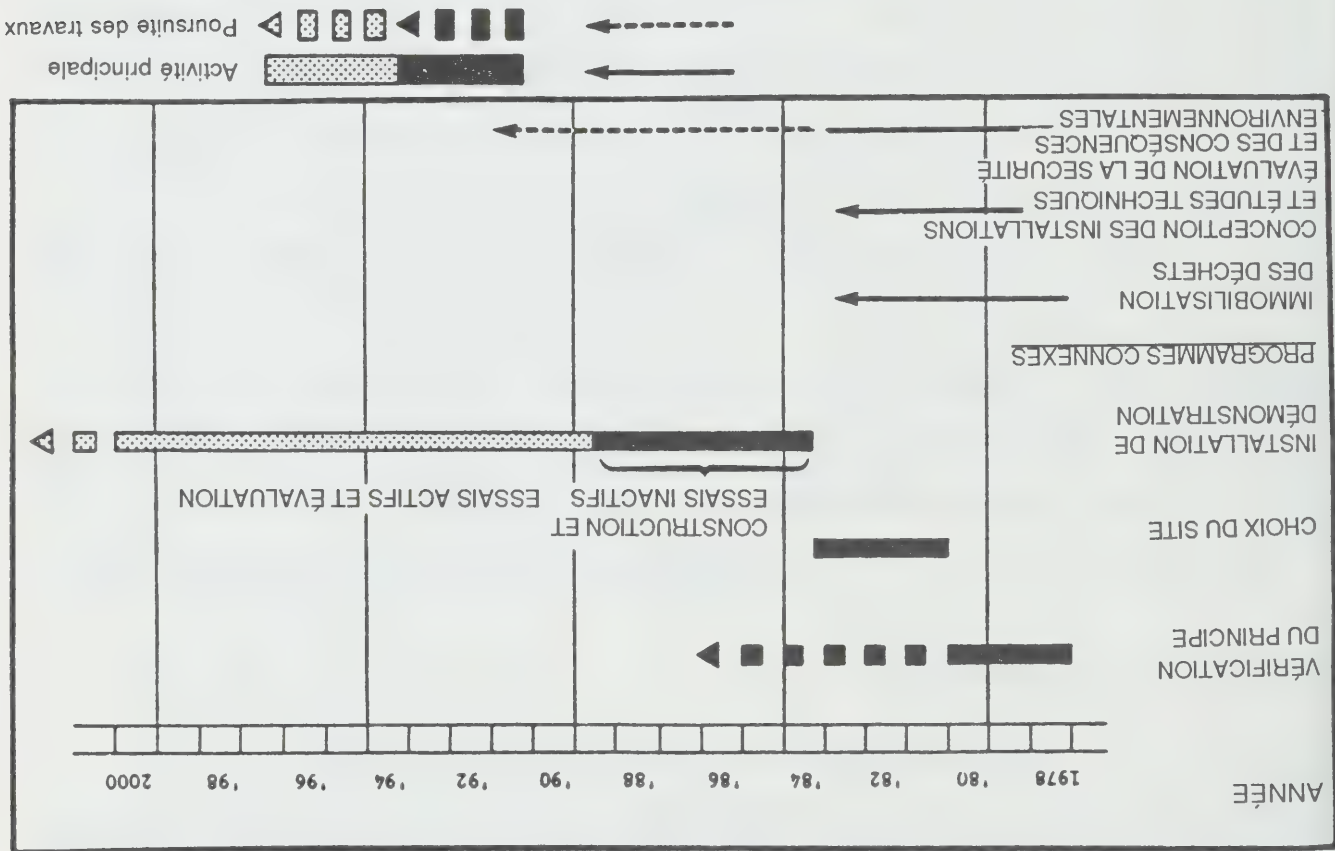 ANNÉE
1978 '80 '82 '84 '86 '88 '90 '92 '94 '96 '98 2000
VÉRIFICATION
DU PRINCIPE
CHOIX DU SITE
CONSTRUCTION ET
ESSAIS INACTIFS
ESSAIS ACTIFS ET ÉVALUATION
INSTALLATION DE
DÉMONSTRATION
PROGRAMMES CONNEXES
IMMOBILISATION
DES DÉCHETS
CONCEPTION DES INSTALLATIONS
ET ÉTUDES TECHNIQUES
ÉVALUATION DE LA SÉCURITÉ
ET DES CONSÉQUENCES
ENVIRONNEMENTALES
Activité principale
Poursuite des travaux